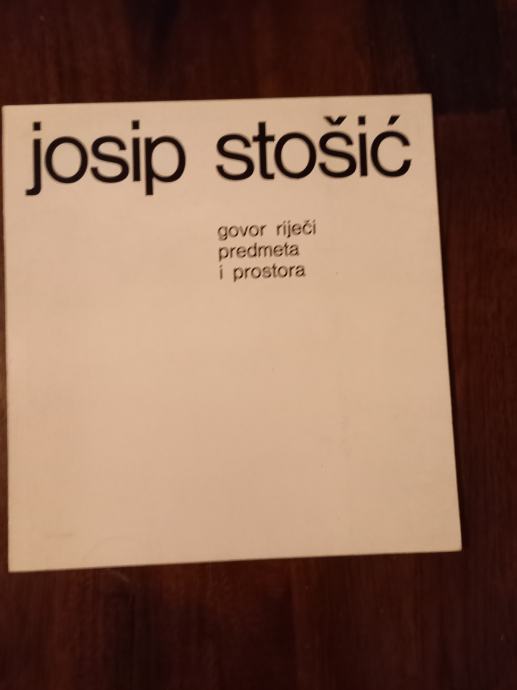 josip stošić
govor riječi
predmeta
i prostora